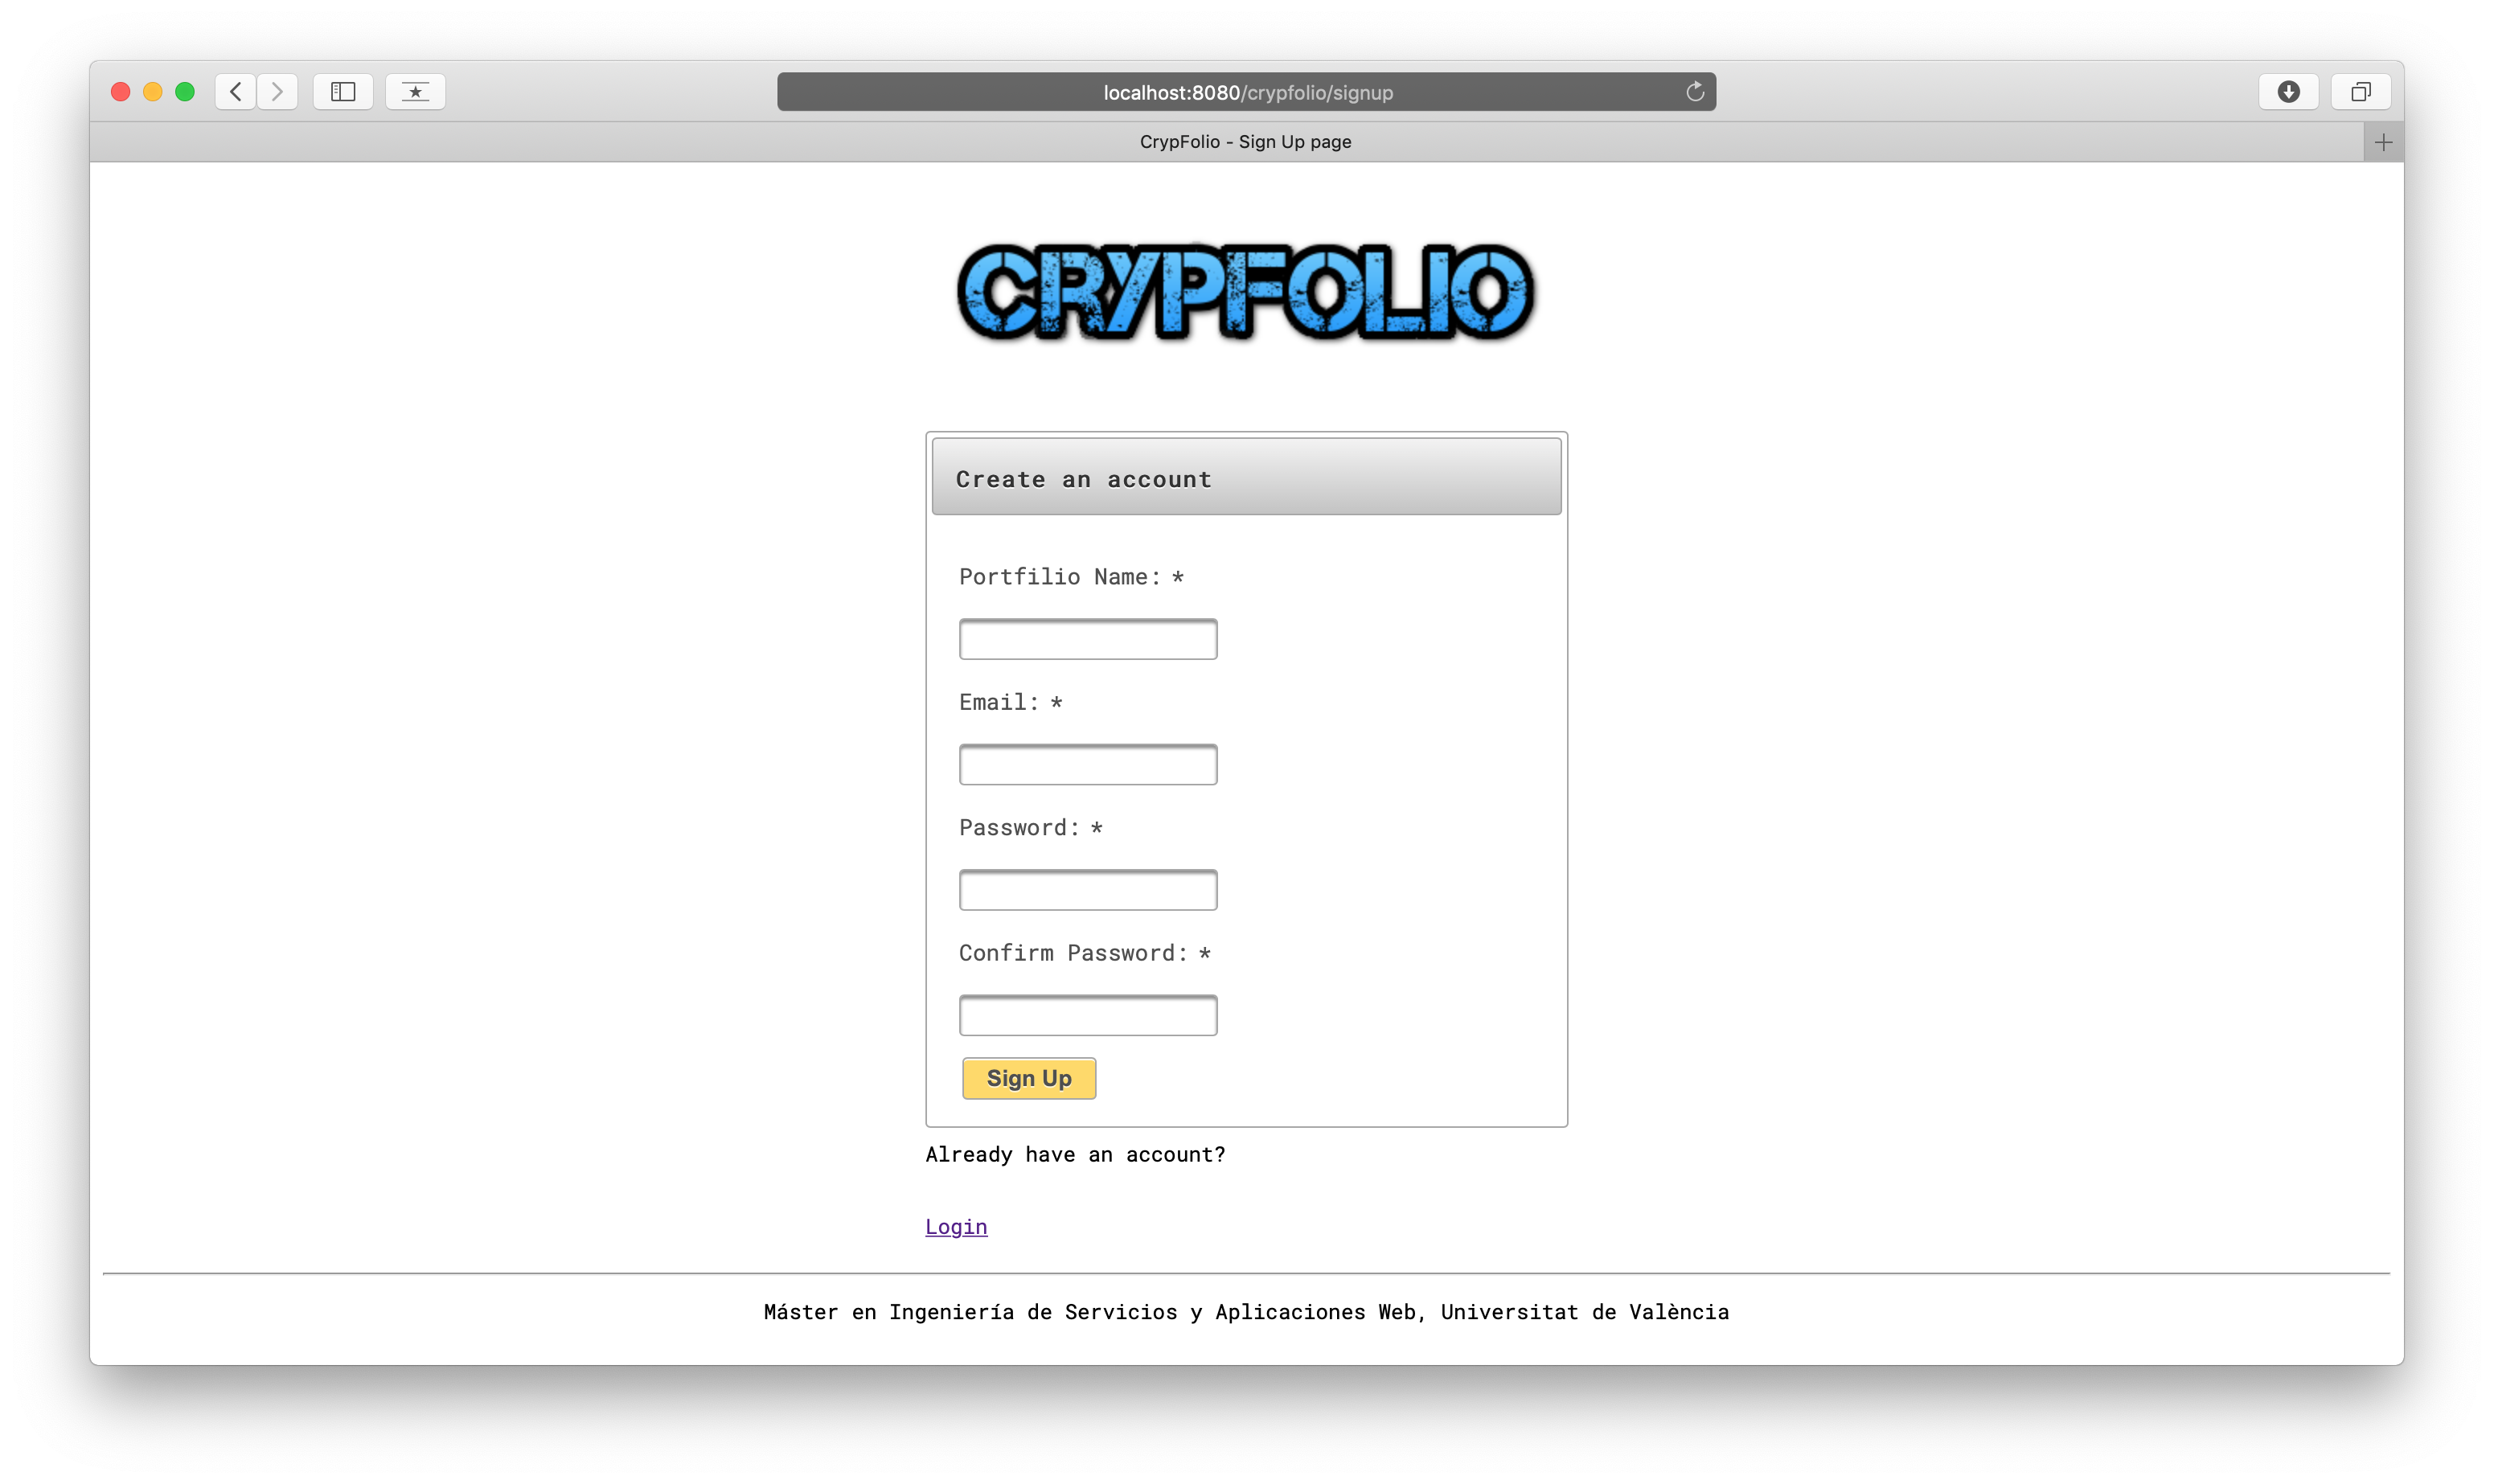 localhost:8080/crypfolio/signup
CrypFolio - Sign Up page
CRYPFOLIO
Create an account
Portfilio Name: *
Email: *
Password: *
Confirm Password: *
Sign Up
Already have an account?
Login
Máster en Ingeniería de Servicios y Aplicaciones Web, Universitat de València